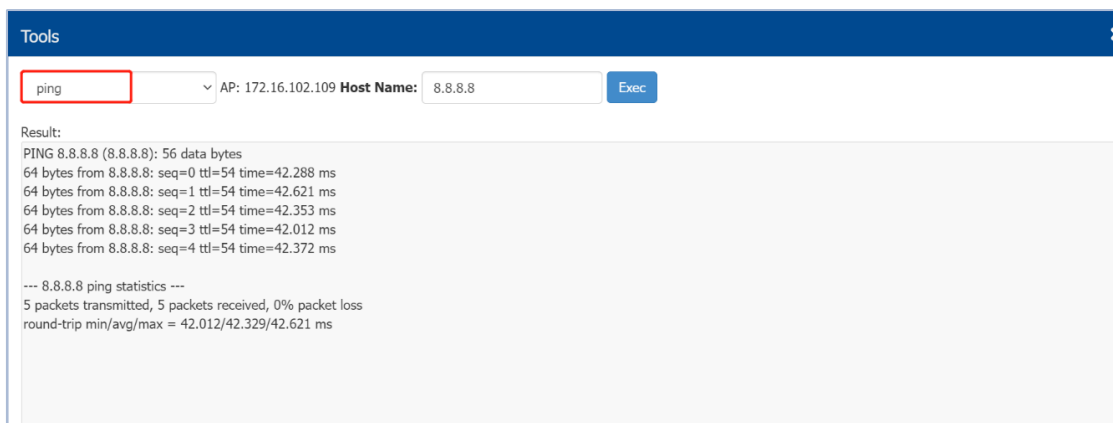 Tools
ping AP: 172.16.102.109 Host Name: 8.8.8.8 Exec
Result:
PING 8.8.8.8 (8.8.8.8): 56 data bytes
64 bytes from 8.8.8.8: seq=0 ttl=54 time=42.288 ms
64 bytes from 8.8.8.8: seq=1 ttl=54 time=42.621 ms
64 bytes from 8.8.8.8: seq=2 ttl=54 time=42.353 ms
64 bytes from 8.8.8.8: seq=3 ttl=54 time=42.012 ms
64 bytes from 8.8.8.8: seq=4 ttl=54 time=42.372 ms
--- 8.8.8.8 ping statistics ---
5 packets transmitted, 5 packets received, 0% packet loss
round-trip min/avg/max = 42.012/42.329/42.621 ms